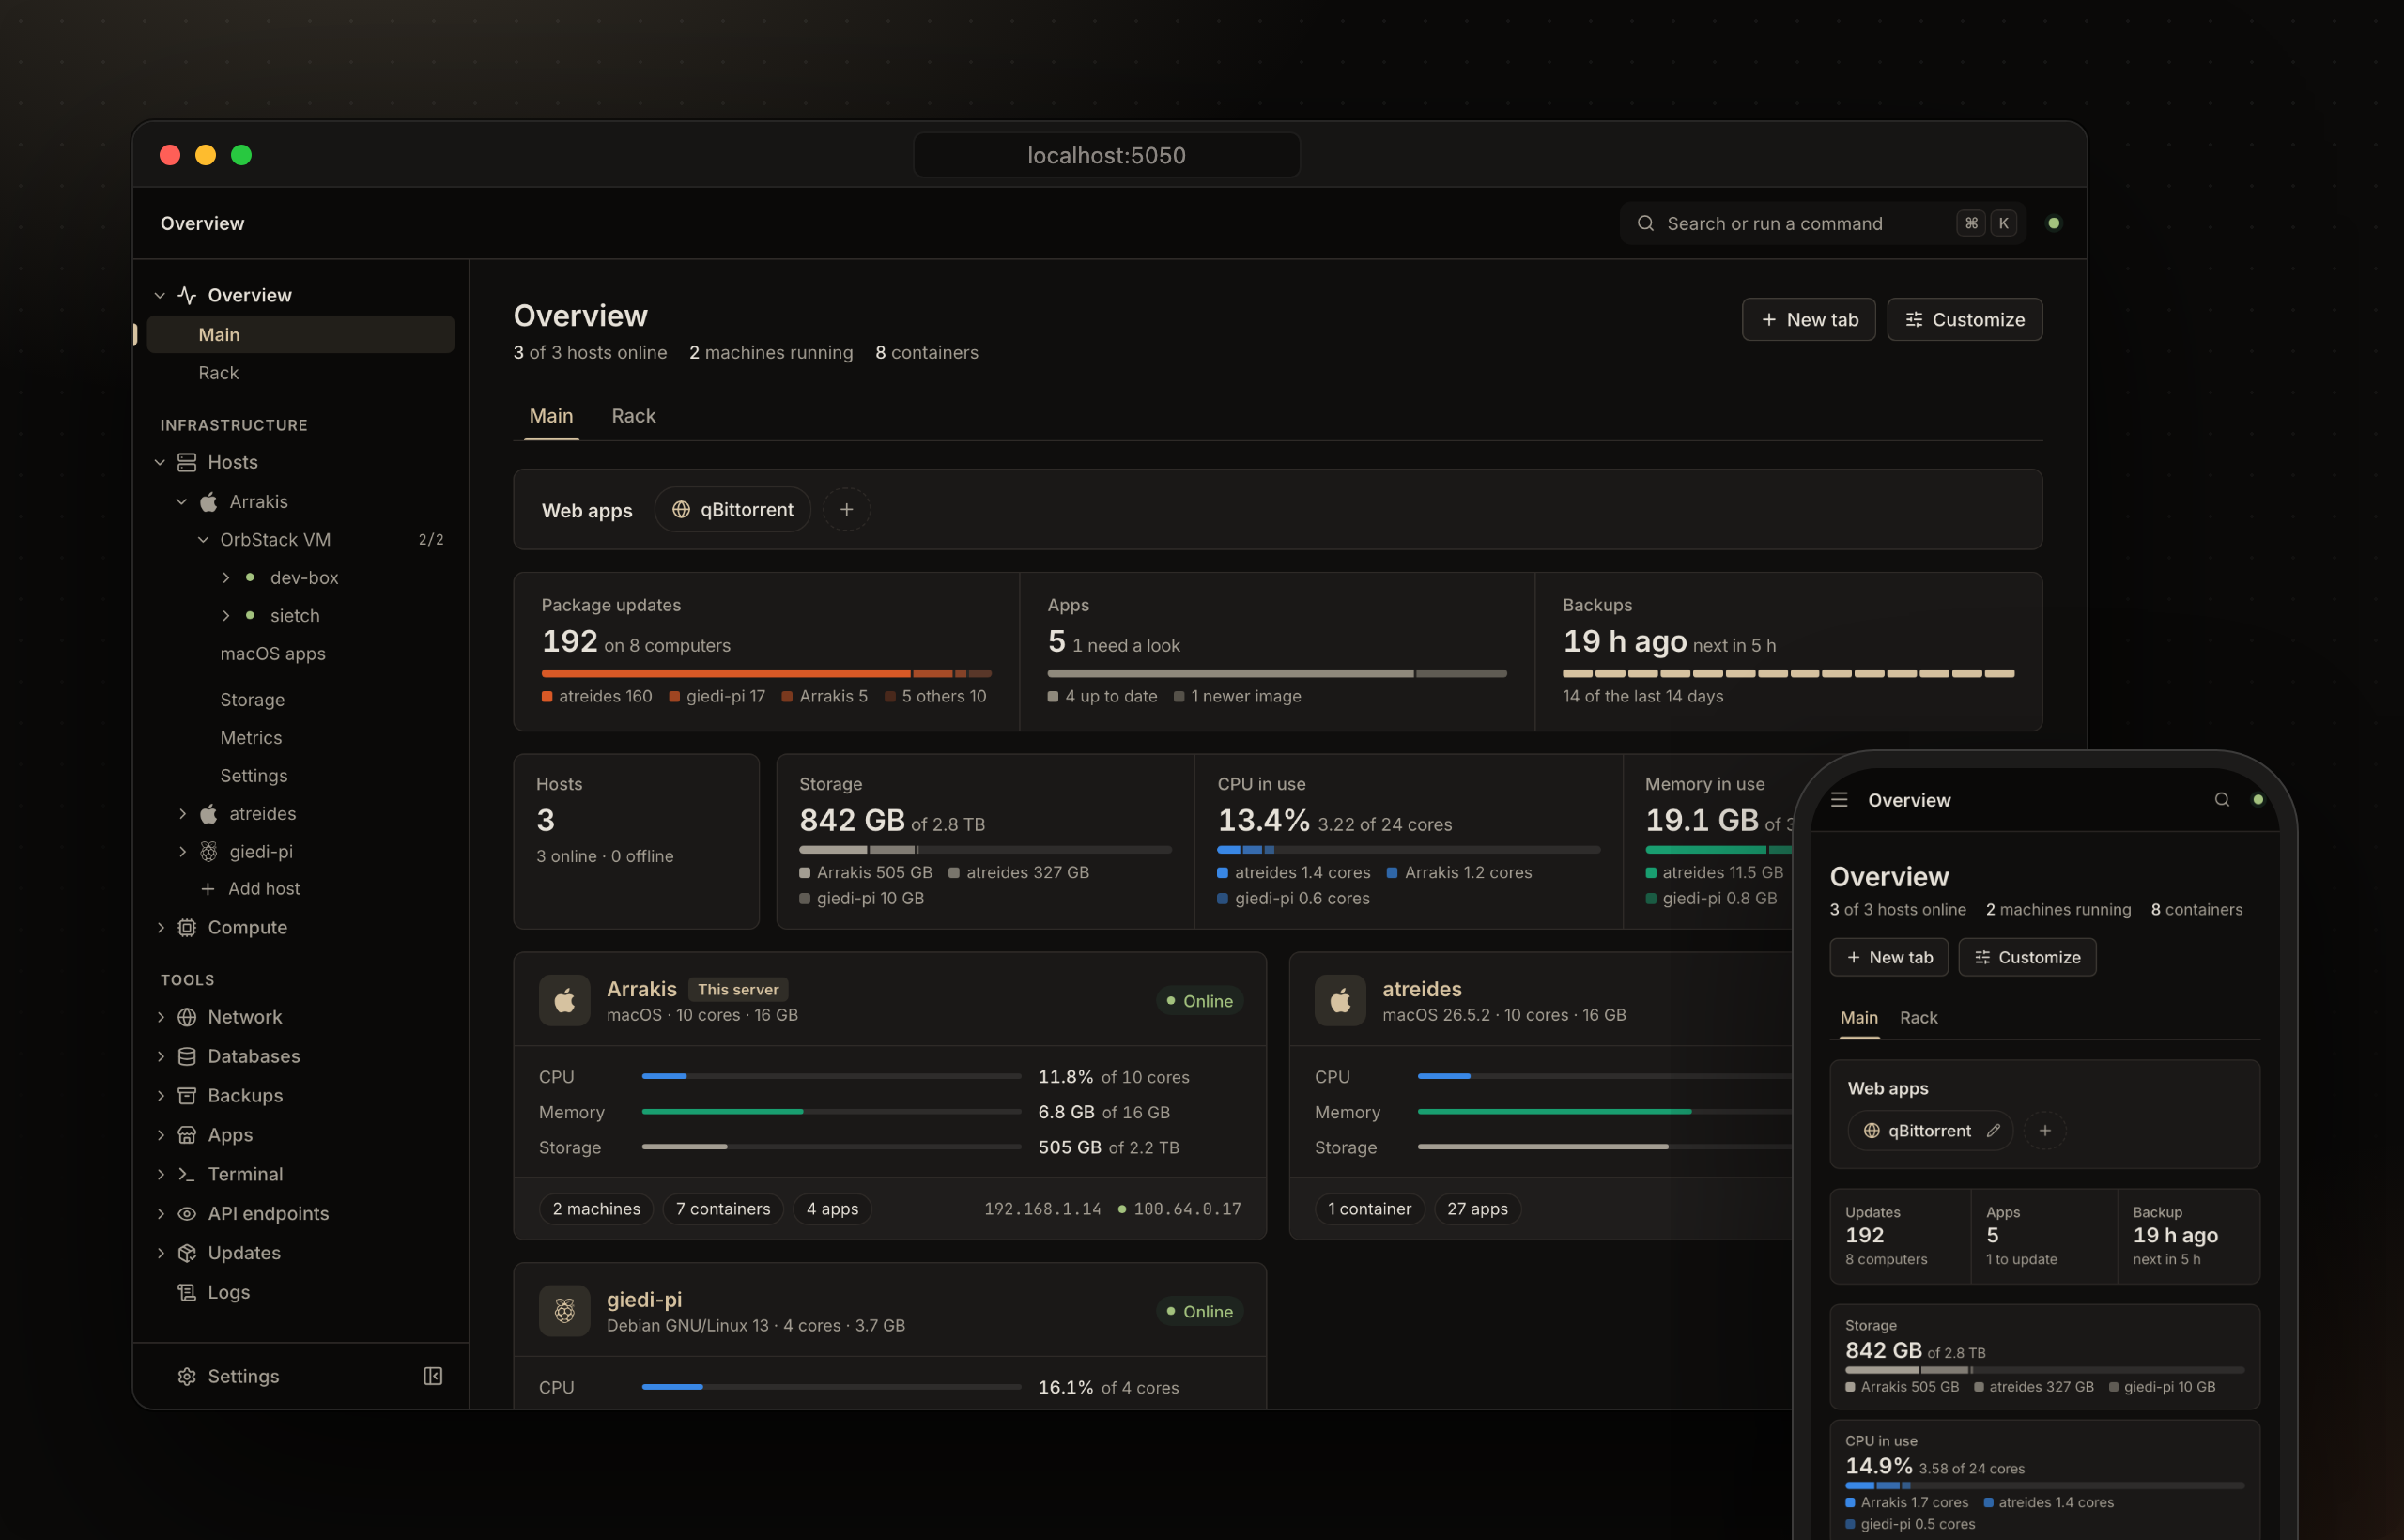 localhost:5050
Overview
Search or run a command ⌘ K
Overview
Main
Rack
INFRASTRUCTURE
Hosts
Arrakis
OrbStack VM 2/2
dev-box
sietch
macOS apps
Storage
Metrics
Settings
atreides
giedi-pi
+ Add host
Compute
TOOLS
Network
Databases
Backups
Apps
Terminal
API endpoints
Updates
Logs
Settings
Overview
3 of 3 hosts online 2 machines running 8 containers
+ New tab Customize
Main Rack
Web apps qBittorrent +
Package updates
192 on 8 computers
atreides 160 giedi-pi 17 Arrakis 5 5 others 10
Apps
5 1 need a look
4 up to date 1 newer image
Backups
19 h ago next in 5 h
14 of the last 14 days
Hosts
3
3 online · 0 offline
Storage
842 GB of 2.8 TB
Arrakis 505 GB atreides 327 GB
giedi-pi 10 GB
CPU in use
13.4% 3.22 of 24 cores
atreides 1.4 cores Arrakis 1.2 cores
giedi-pi 0.6 cores
Memory in use
19.1 GB of
atreides 11.5 GB
giedi-pi 0.8 GB
Arrakis This server
macOS · 10 cores · 16 GB
Online
CPU 11.8% of 10 cores
Memory 6.8 GB of 16 GB
Storage 505 GB of 2.2 TB
2 machines 7 containers 4 apps 192.168.1.14 100.64.0.17
atreides
macOS 26.5.2 · 10 cores · 16 GB
CPU
Memory
Storage
1 container 27 apps
giedi-pi
Debian GNU/Linux 13 · 4 cores · 3.7 GB
Online
CPU 16.1% of 4 cores
Overview
Overview
3 of 3 hosts online 2 machines running 8 containers
+ New tab Customize
Main Rack
Web apps
qBittorrent +
Updates
192
8 computers
Apps
5
1 to update
Backup
19 h ago
next in 5 h
Storage
842 GB of 2.8 TB
Arrakis 505 GB atreides 327 GB giedi-pi 10 GB
CPU in use
14.9% 3.58 of 24 cores
Arrakis 1.7 cores atreides 1.4 cores
giedi-pi 0.5 cores